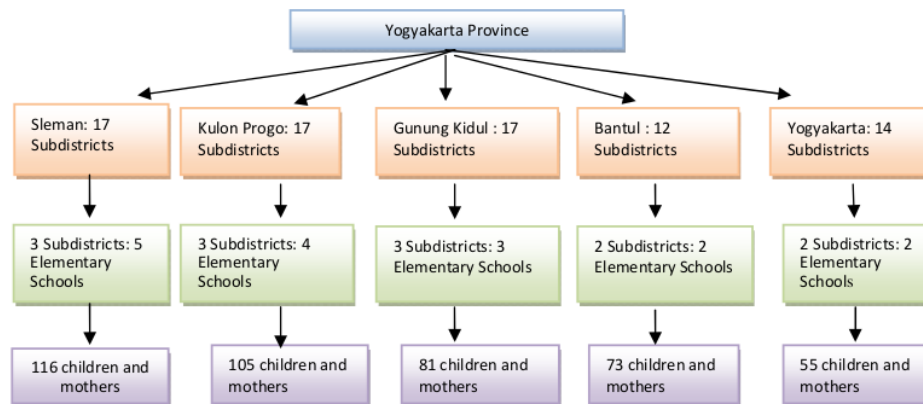 Yogyakarta Province
Sleman: 17
Subdistricts
Kulon Progo: 17
Subdistricts
Gunung Kidul : 17
Subdistricts
Bantul : 12
Subdistricts
Yogyakarta: 14
Subdistricts
3 Subdistricts: 5
Elementary
Schools
3 Subdistricts: 4
Elementary
Schools
3 Subdistricts: 3
Elementary Schools
2 Subdistricts: 2
Elementary Schools
2 Subdistricts: 2
Elementary
Schools
116 children and
mothers
105 children and
mothers
81 children and
mothers
73 children and
mothers
55 children and
mothers